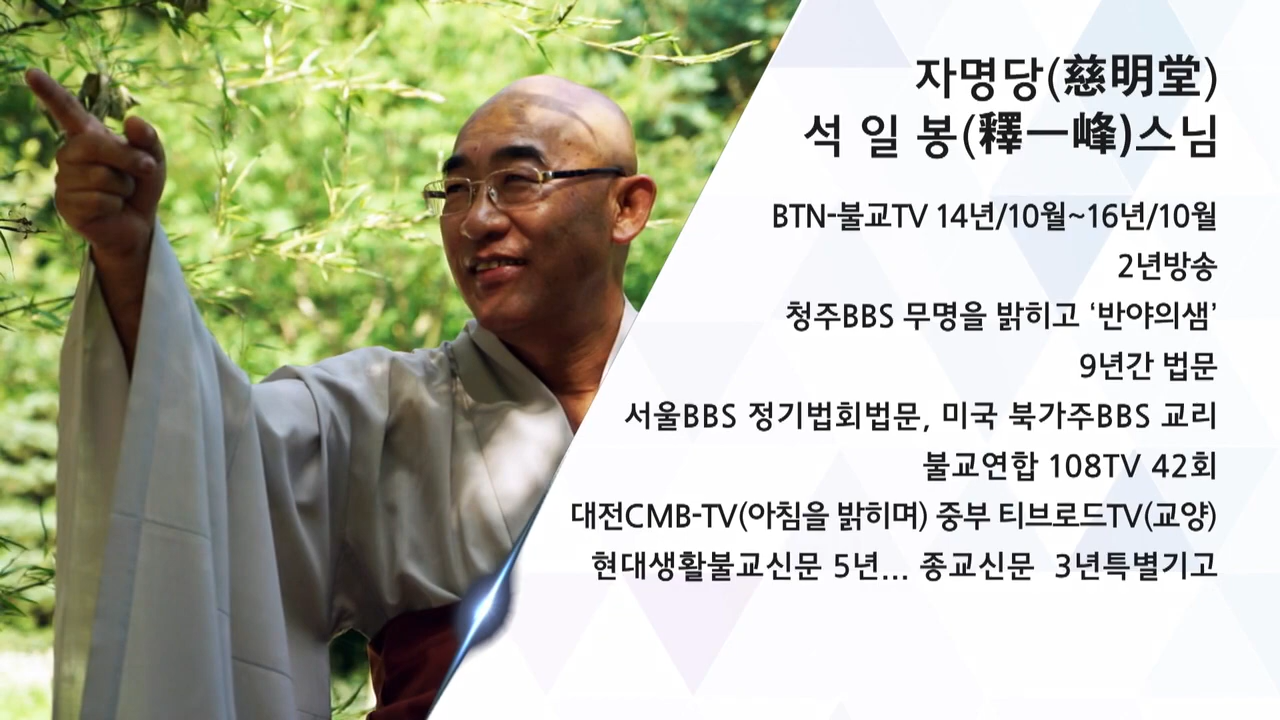 자명당(慈明堂)
석 일 봉(釋一峰)스님
BTN-불교TV 14년/10월~16년/10월
2년방송
청주BBS 무명을 밝히고 ‘반야의샘’
9년간 법문
서울BBS 정기법회법문, 미국 북가주BBS 교리
불교연합 108TV 42회
대전CMB-TV(아침을 밝히며) 중부 티브로드TV(교양)
현대생활불교신문 5년... 종교신문 3년특별기고